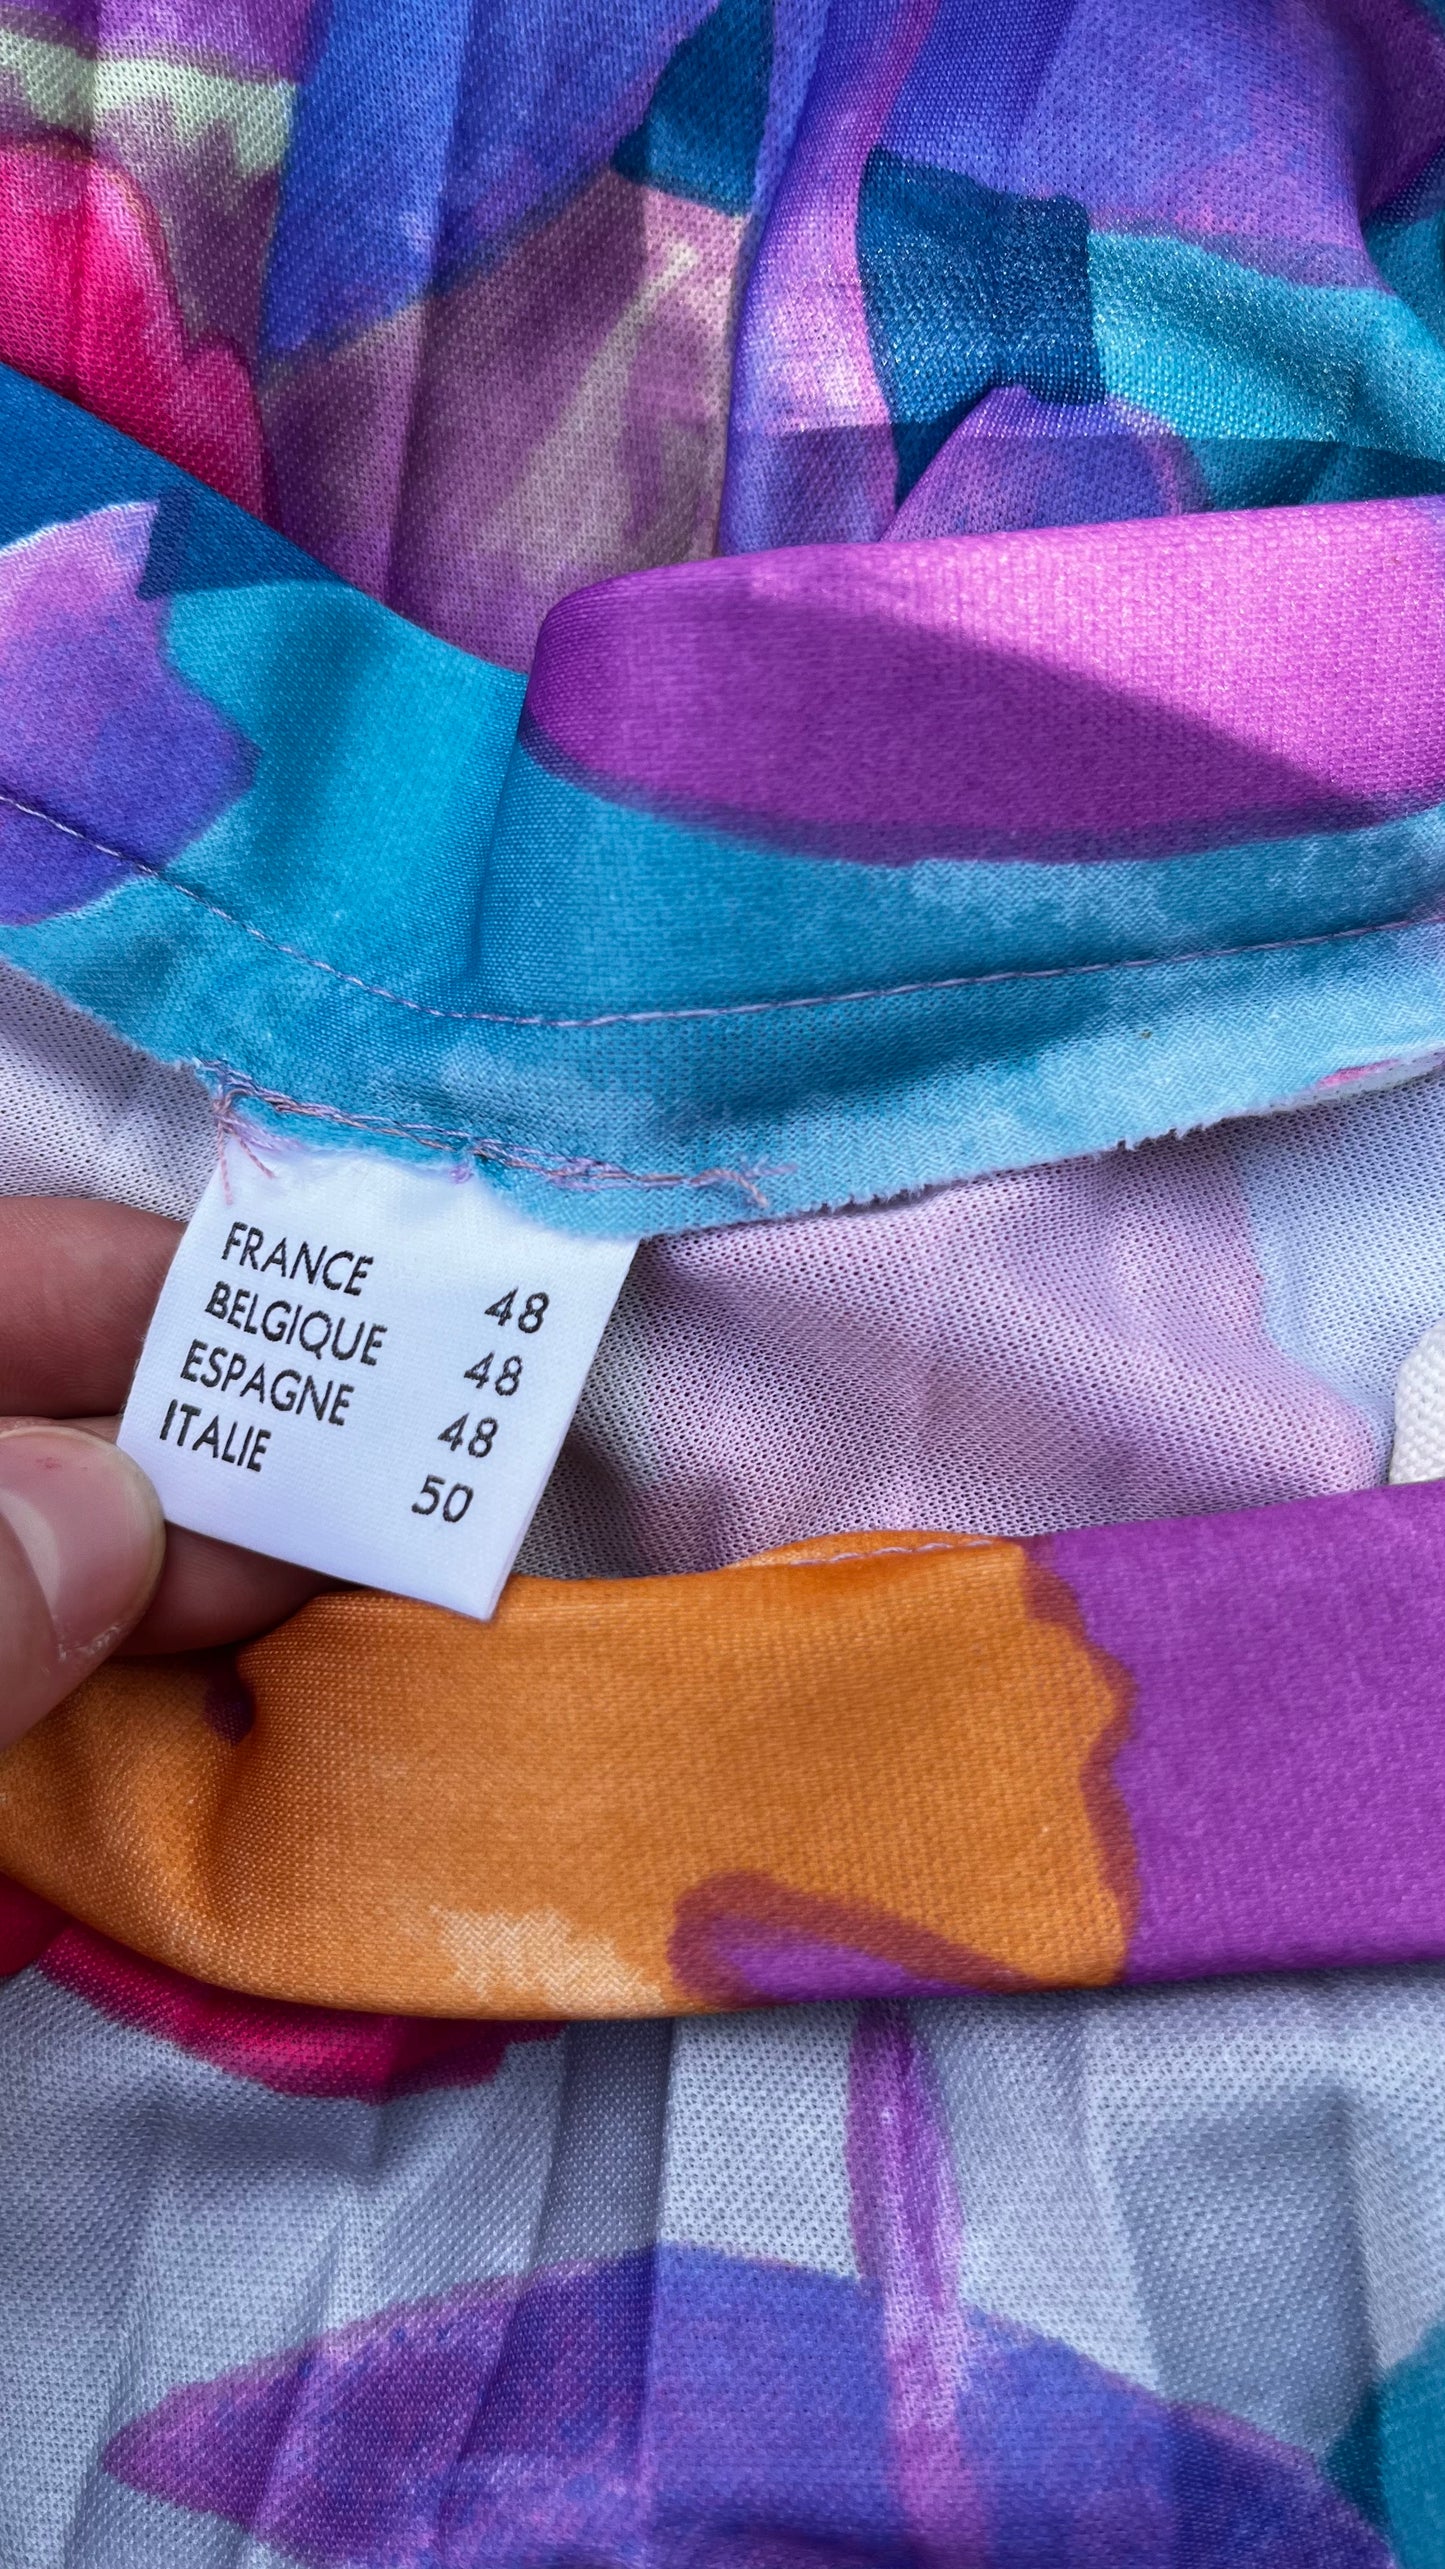 FRANCE 48
BELGIQUE 48
ESPAGNE 48
ITALIE 50